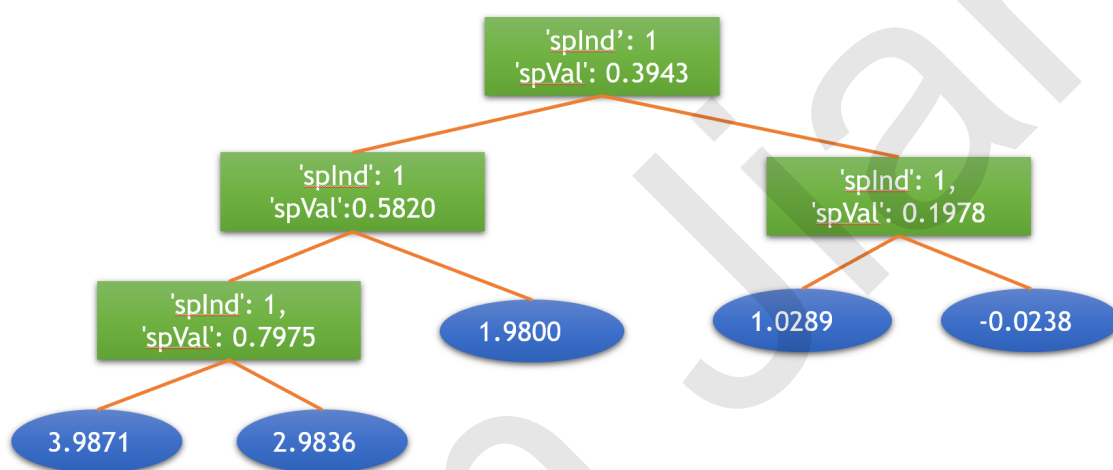 'spInd’: 1
'spVal': 0.3943
'spInd': 1
'spVal':0.5820
'spInd': 1,
'spVal': 0.1978
'spInd': 1,
'spVal': 0.7975
1.9800
1.0289
-0.0238
3.9871
2.9836
Jiar